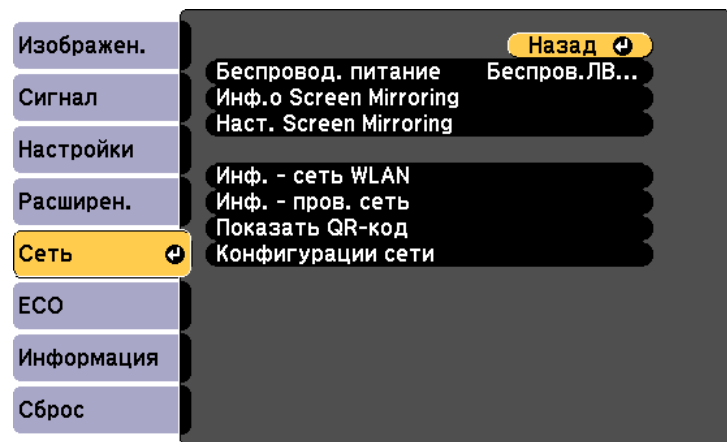 Изображен.
Сигнал
Настройки
Расширен.
Сеть
ECO
Информация
Сброс
Назад
Беспровод. питание Беспров.ЛВ...
Инф.о Screen Mirroring
Наст. Screen Mirroring
Инф. - сеть WLAN
Инф. - пров. сеть
Показать QR-код
Конфигурации сети